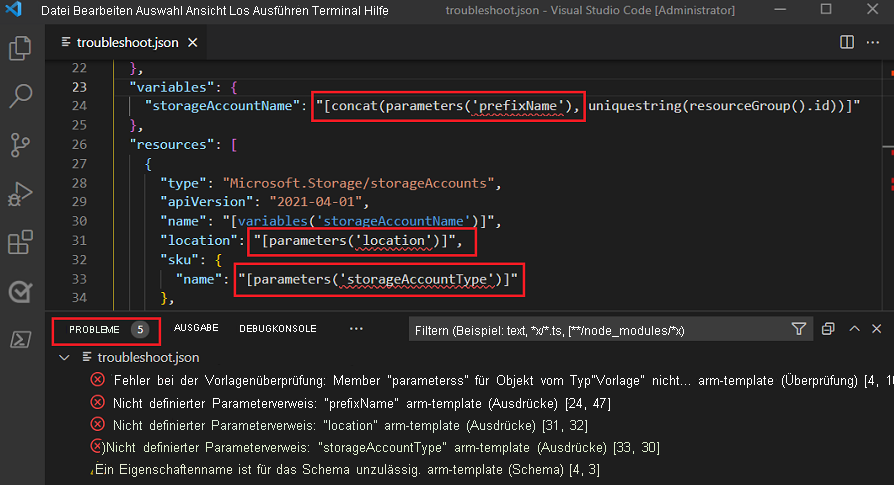 Datei Bearbeiten Auswahl Ansicht Los Ausführen Terminal Hilfe troubleshoot.json - Visual Studio Code [Administrator]
troubleshoot.json
22 },
23 "variables": {
24 "storageAccountName": "[concat(parameters('prefixName'), uniquestring(resourceGroup().id))]"
25 },
26 "resources": [
27 {
28 "type": "Microsoft.Storage/storageAccounts",
29 "apiVersion": "2021-04-01",
30 "name": "[variables('storageAccountName')]",
31 "location": "[parameters('location')]",
32 "sku": {
33 "name": "[parameters('storageAccountType')]"
34 },
PROBLEME 5 AUSGABE DEBUGKONSOLE ··· Filtern (Beispiel: text, *x/*.ts, [**/node_modules/*x)
troubleshoot.json
Fehler bei der Vorlagenüberprüfung: Member "parameterss" für Objekt vom Typ"Vorlage" nicht... arm-template (Überprüfung) [4, 10
Nicht definierter Parameterverweis: "prefixName" arm-template (Ausdrücke) [24, 47]
Nicht definierter Parameterverweis: "location" arm-template (Ausdrücke) [31, 32]
)Nicht definierter Parameterverweis: "storageAccountType" arm-template (Ausdrücke) [33, 30]
Ein Eigenschaftenname ist für das Schema unzulässig. arm-template (Schema) [4, 3]